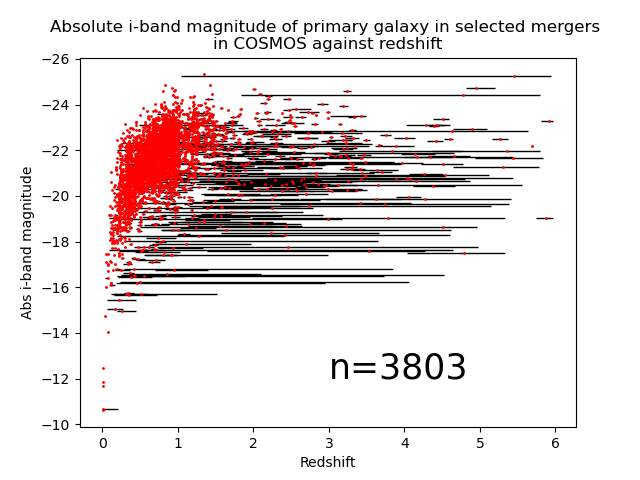 Absolute i-band magnitude of primary galaxy in selected mergers
in COSMOS against redshift
−26
−24
−22
−20
−18
−16
−14
−12
−10
Abs i-band magnitude
n=3803
0 1 2 3 4 5 6
Redshift